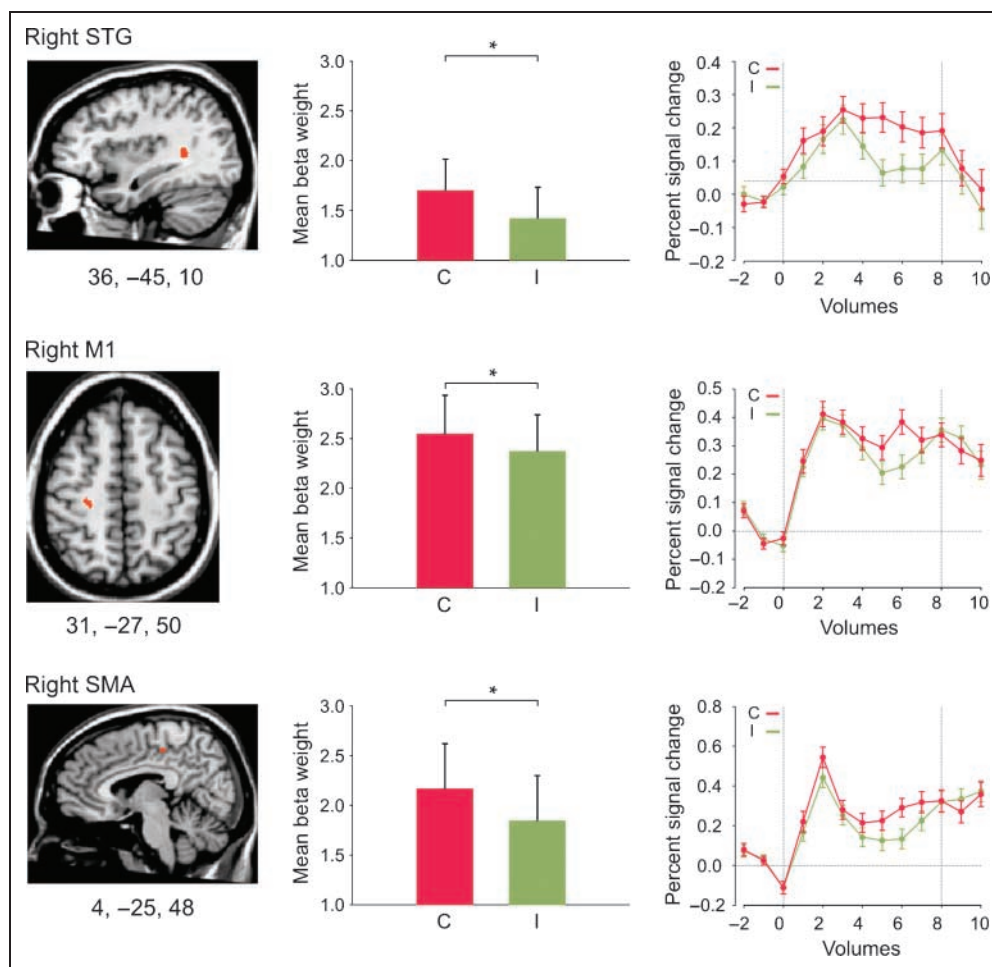 Right STG
36, –45, 10
Mean beta weight
3.0
2.5
2.0
1.5
1.0
*
C
I
Percent signal change
0.4
0.3
0.2
0.1
0.0
–0.1
–0.2
C
I
–2
0
2
4
6
8
10
Volumes
Right M1
31, –27, 50
Mean beta weight
3.0
2.5
2.0
1.5
1.0
*
C
I
Percent signal change
0.5
0.4
0.3
0.2
0.1
0.0
–0.1
–0.2
C
I
–2
0
2
4
6
8
10
Volumes
Right SMA
4, –25, 48
Mean beta weight
3.0
2.5
2.0
1.5
1.0
*
C
I
Percent signal change
0.8
0.6
0.4
0.2
0.0
–0.2
C
I
–2
0
2
4
6
8
10
Volumes